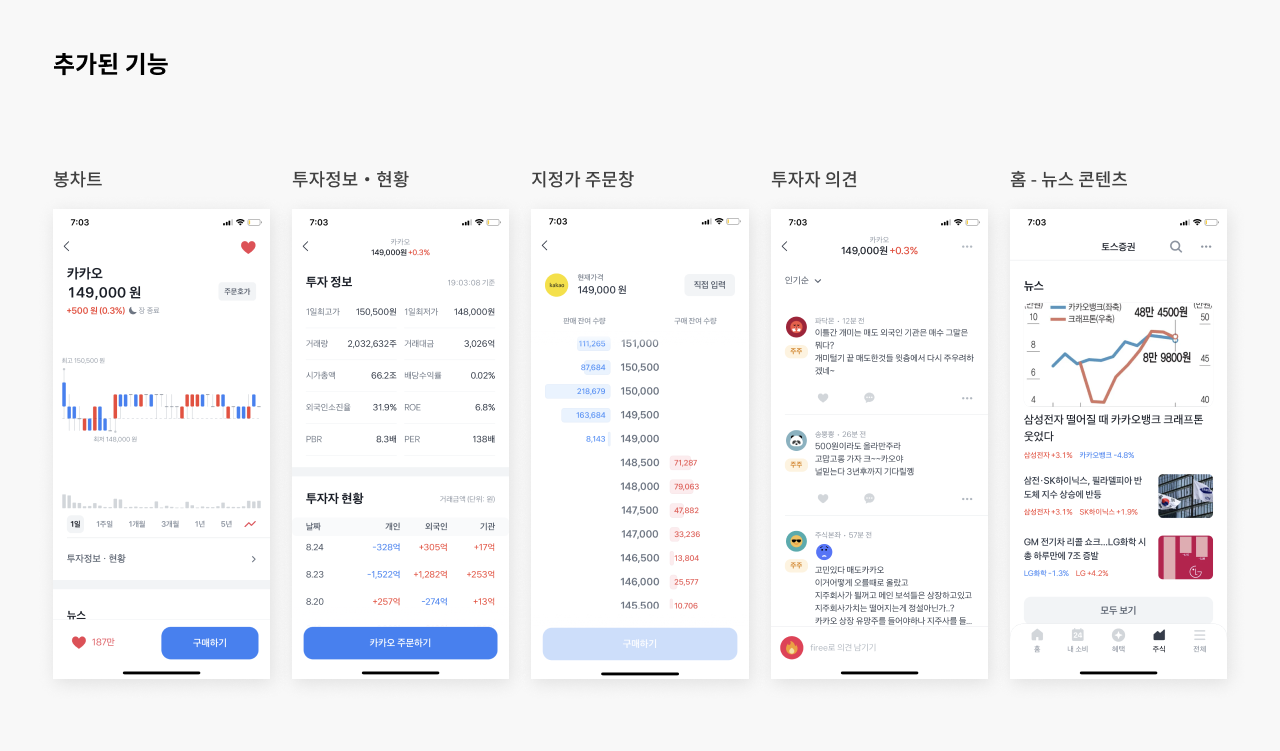 추가된 기능
봉차트
7:03
카카오
149,000 원
주문호가
+500 원 (0.3%) 장 종료
최고 150,500 원
최저 148,000 원
1일 1주일 1개월 3개월 1년 5년
투자정보 · 현황
뉴스
187만
구매하기
투자정보 • 현황
7:03
카카오
149,000원 +0.3%
투자 정보
19:03:08 기준
1일최고가 150,500원 1일최저가 148,000원
거래량 2,032,632주 거래대금 3,026억
시가총액 66.2조 배당수익률 0.02%
외국인소진율 31.9% ROE 6.8%
PBR 8.3배 PER 138배
투자자 현황
거래금액 (단위: 원)
날짜 개인 외국인 기관
8.24 -328억 +305억 +17억
8.23 -1,522억 +1,282억 +253억
8.20 +257억 -274억 +13억
카카오 주문하기
지정가 주문창
7:03
kakao
현재가격
149,000 원
직접 입력
판매 잔여 수량 구매 잔여 수량
111,265 151,000
87,684 150,500
218,679 150,000
163,684 149,500
8,143 149,000
148,500 71,287
148,000 79,063
147,500 47,882
147,000 33,236
146,500 13,804
146,000 25,577
145,500 10,706
구매하기
투자자 의견
7:03
카카오
149,000원 +0.3%
인기순
파닥온 • 12분 전
주주
이틀간 개미는 매도 외국인 기관은 매수 그말은
뭐다?
개미털기 끝 매도한것들 윗층에서 다시 주우려하
겠네~
송뿡뿡 • 26분 전
주주
500원이라도 올라만주라
고맙고롱 가자 크~~카오야
널믿는다 3년후까지 기다릴껭
주식본좌 • 57분 전
주주
고민있다 매도카카오
이거어떻게 오를때로 올랐고
지주회사가 될꺼고 메인 보석들은 상장하고있고
지주회사가치는 떨어지는게 정설아닌가..?
카카오 상장 유망주를 들어야하나 지주사를 들...
firee로 의견 남기기
홈 - 뉴스 콘텐츠
7:03
토스증권
뉴스
(만원) 카카오뱅크(좌축) 48만 4500원 (만원)
크래프톤(우축)
10 50
8 8만 9800원 45
6
4 40
삼성전자 떨어질 때 카카오뱅크 크래프톤
웃었다
삼성전자 +3.1% 카카오뱅크 -4.8%
삼전·SK하이닉스, 필라델피아 반
도체 지수 상승에 반등
삼성전자 +3.1% SK하이닉스 +1.9%
GM 전기차 리콜 쇼크...LG화학 시
총 하루만에 7조 증발
LG화학 -1.3% LG +4.2%
모두 보기
24
홈 내 소비 혜택 주식 전체